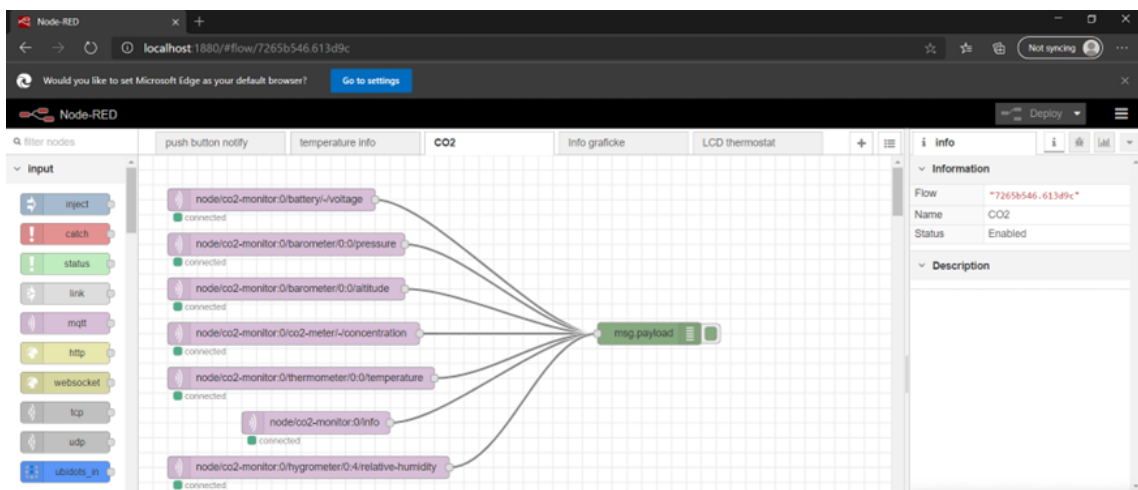 Node-RED
localhost:1880/#flow/7265b546.613d9c
Not syncing
Would you like to set Microsoft Edge as your default browser?
Go to settings
Node-RED
Deploy
filter nodes
push button notify
temperature info
CO2
Info graficke
LCD thermostat
info
input
inject
catch
status
link
mqtt
http
websocket
tcp
udp
ubidots_in
node/co2-monitor:0/battery/-/voltage
connected
node/co2-monitor:0/barometer/0:0/pressure
connected
node/co2-monitor:0/barometer/0:0/altitude
connected
node/co2-monitor:0/co2-meter/-/concentration
connected
node/co2-monitor:0/thermometer/0:0/temperature
connected
node/co2-monitor:0/info
connected
node/co2-monitor:0/hygrometer/0:4/relative-humidity
connected
msg.payload
Information
Flow "7265b546.613d9c"
Name CO2
Status Enabled
Description